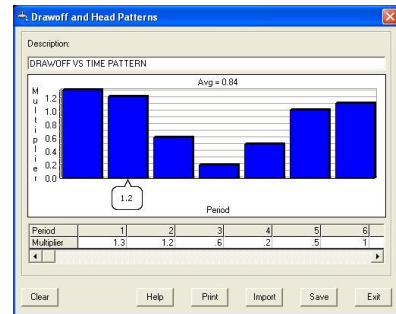 Drawoff and Head Patterns
Description:
DRAWOFF VS TIME PATTERN
Avg = 0.84
Multiplier
1.2
1.0
0.8
0.6
0.4
0.2
0.0
1.2
Period
Period 1 2 3 4 5 6
Multiplier 1.3 1.2 .6 .2 .5 1
Clear Help Print Import Save Exit